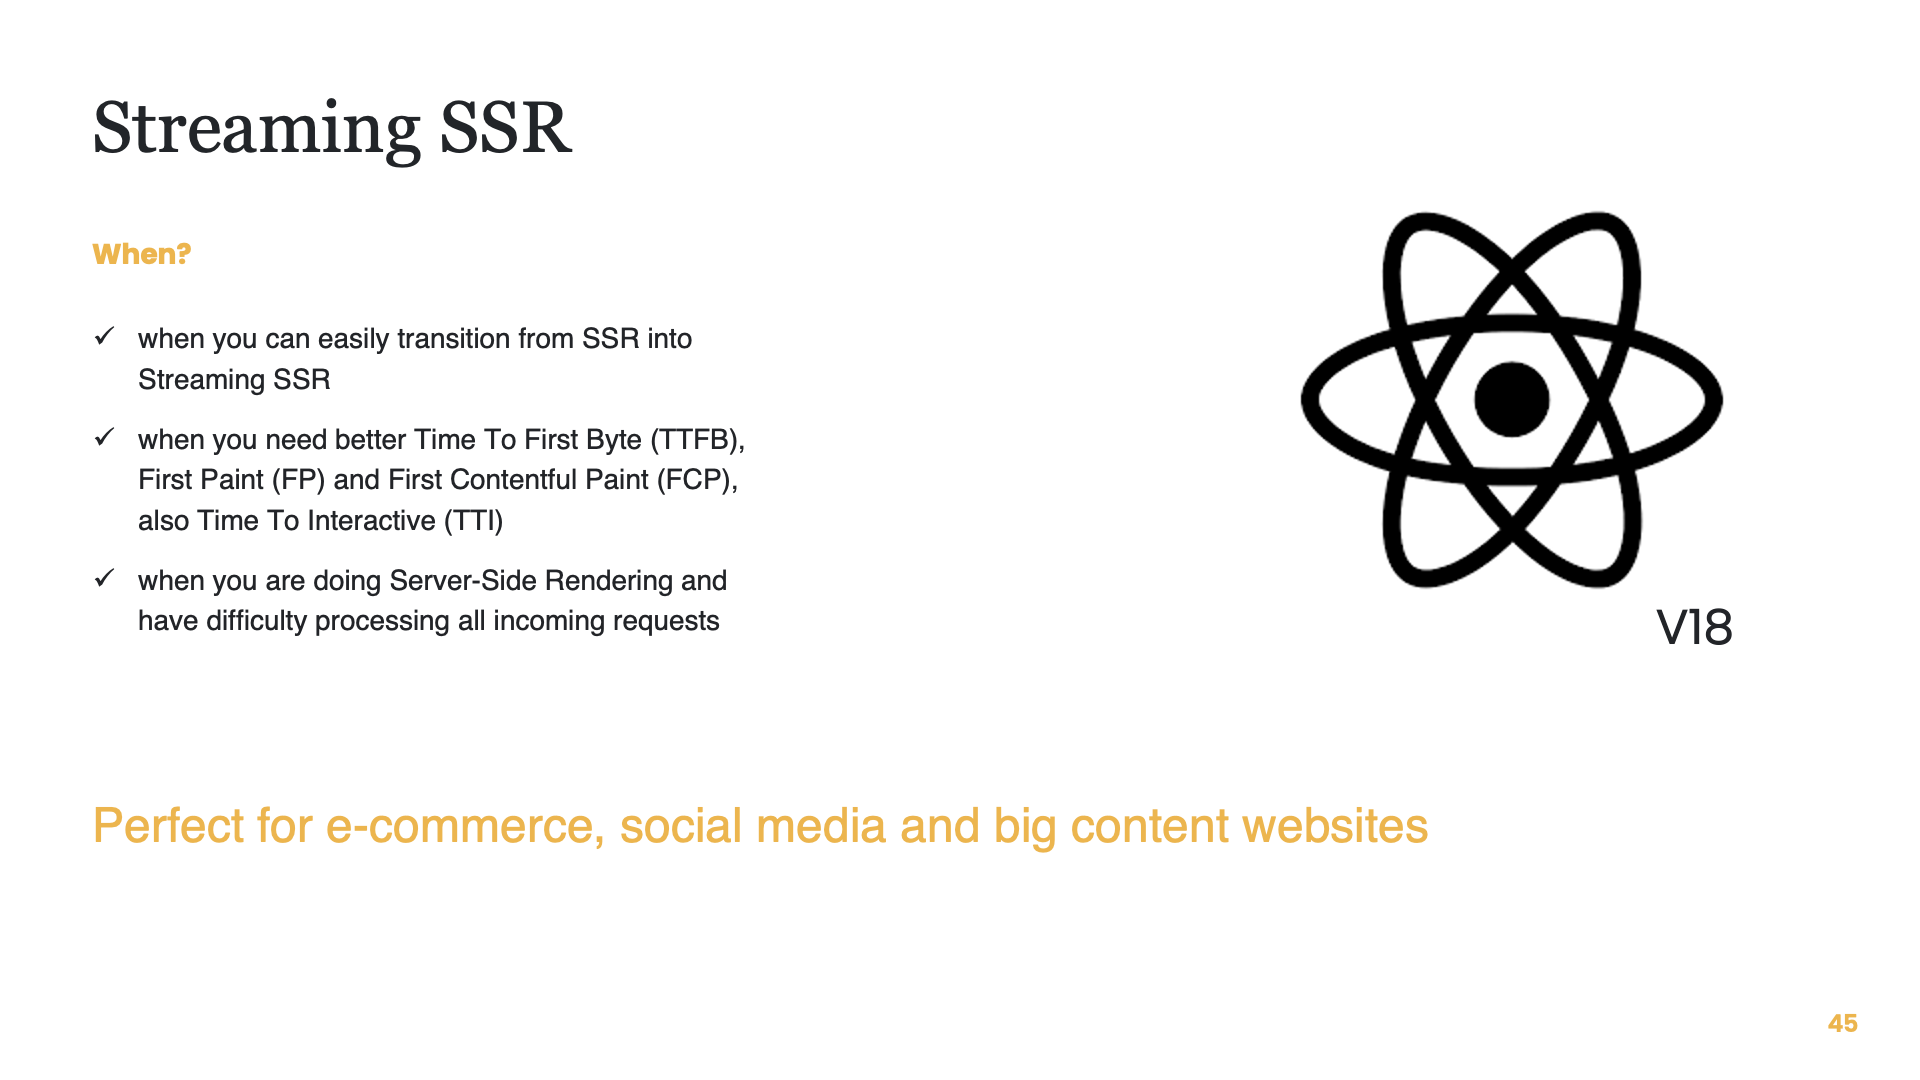 Streaming SSR
When?
✓ when you can easily transition from SSR into
Streaming SSR
✓ when you need better Time To First Byte (TTFB),
First Paint (FP) and First Contentful Paint (FCP),
also Time To Interactive (TTI)
✓ when you are doing Server-Side Rendering and
have difficulty processing all incoming requests
V18
Perfect for e-commerce, social media and big content websites
45